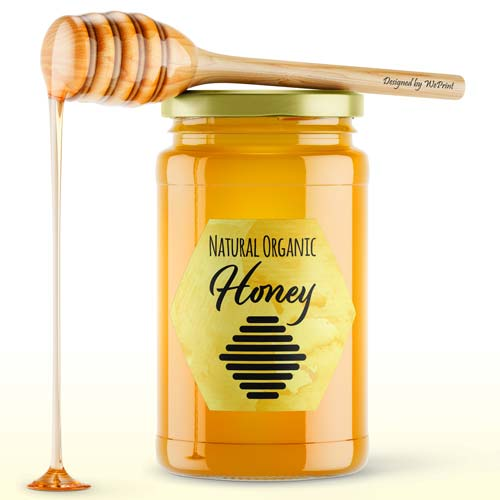 Designed by WePrint
NATURAL ORGANIC
Honey